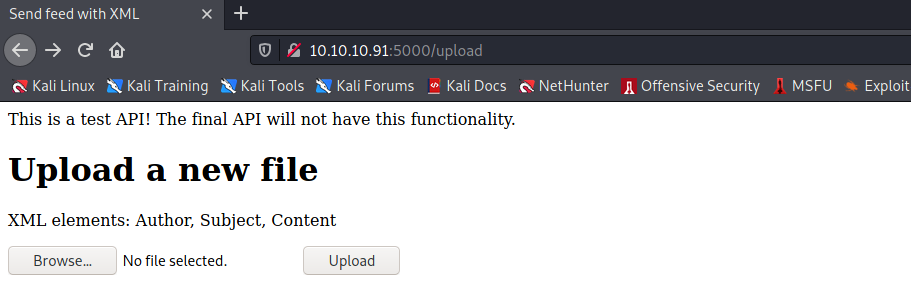 Send feed with XML
10.10.10.91:5000/upload
Kali Linux Kali Training Kali Tools Kali Forums Kali Docs NetHunter Offensive Security MSFU Exploit
This is a test API! The final API will not have this functionality.
Upload a new file
XML elements: Author, Subject, Content
Browse... No file selected. Upload